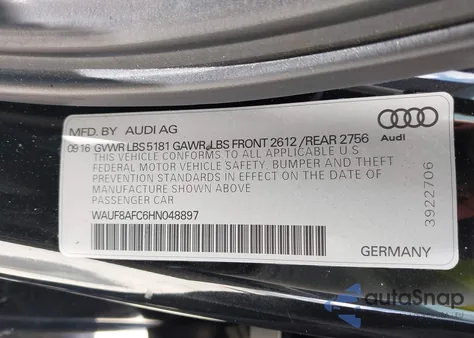 MFD. BY AUDI AG
09 16 GVWR LBS 5181 GAWR LBS FRONT 2612 /REAR 2756
Audi
THIS VEHICLE CONFORMS TO ALL APPLICABLE U S
FEDERAL MOTOR VEHICLE SAFETY, BUMPER AND THEFT
PREVENTION STANDARDS IN EFFECT ON THE DATE OF
MANUFACTURE SHOWN ABOVE
PASSENGER CAR
WAUF8AFC6HN048897
3922706
GERMANY
autoSnap